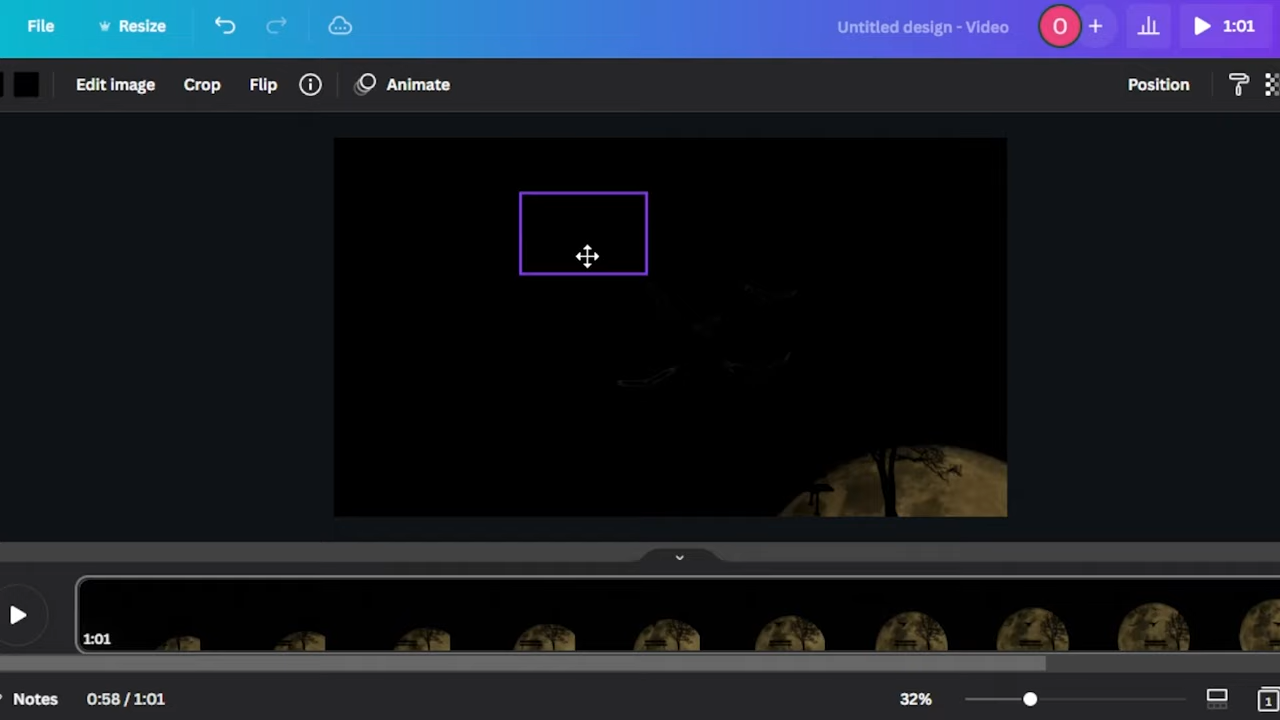 File Resize Untitled design - Video O + 1:01
Edit image Crop Flip Animate Position
1:01
Notes 0:58 / 1:01 32% 1